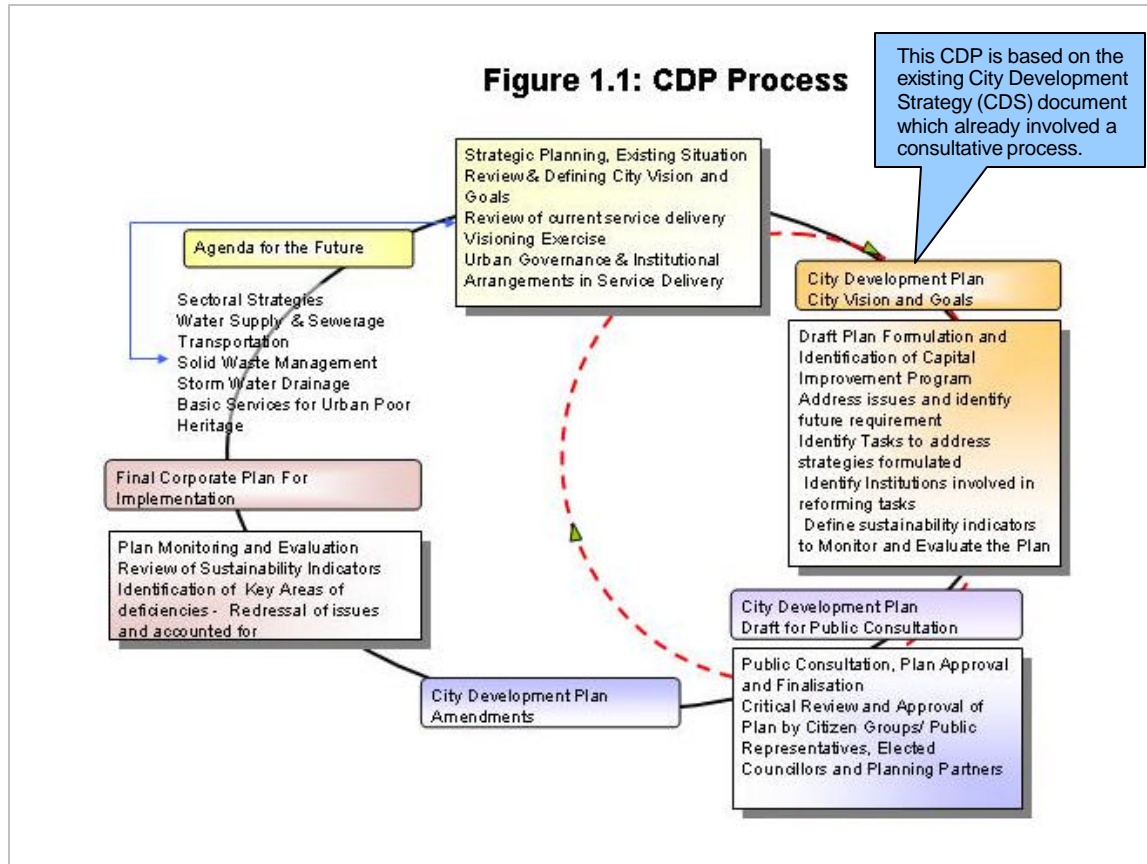 Figure 1.1: CDP Process
This CDP is based on the
existing City Development
Strategy (CDS) document
which already involved a
consultative process.
Strategic Planning, Existing Situation
Review & Defining City Vision and
Goals
Review of current service delivery
Visioning Exercise
Urban Governance & Institutional
Arrangements in Service Delivery
City Development Plan
City Vision and Goals
Draft Plan Formulation and
Identification of Capital
Improvement Program
Address issues and identify
future requirement
Identify Tasks to address
strategies formulated
Identify Institutions involved in
reforming tasks
Define sustainability indicators
to Monitor and Evaluate the Plan
City Development Plan
Draft for Public Consultation
Public Consultation, Plan Approval
and Finalisation
Critical Review and Approval of
Plan by Citizen Groups/ Public
Representatives, Elected
Councillors and Planning Partners
City Development Plan
Amendments
Final Corporate Plan For
Implementation
Plan Monitoring and Evaluation
Review of Sustainability Indicators
Identification of Key Areas of
deficiencies - Redressal of issues
and accounted for
Agenda for the Future
Sectoral Strategies
Water Supply & Sewerage
Transportation
Solid Waste Management
Storm Water Drainage
Basic Services for Urban Poor
Heritage